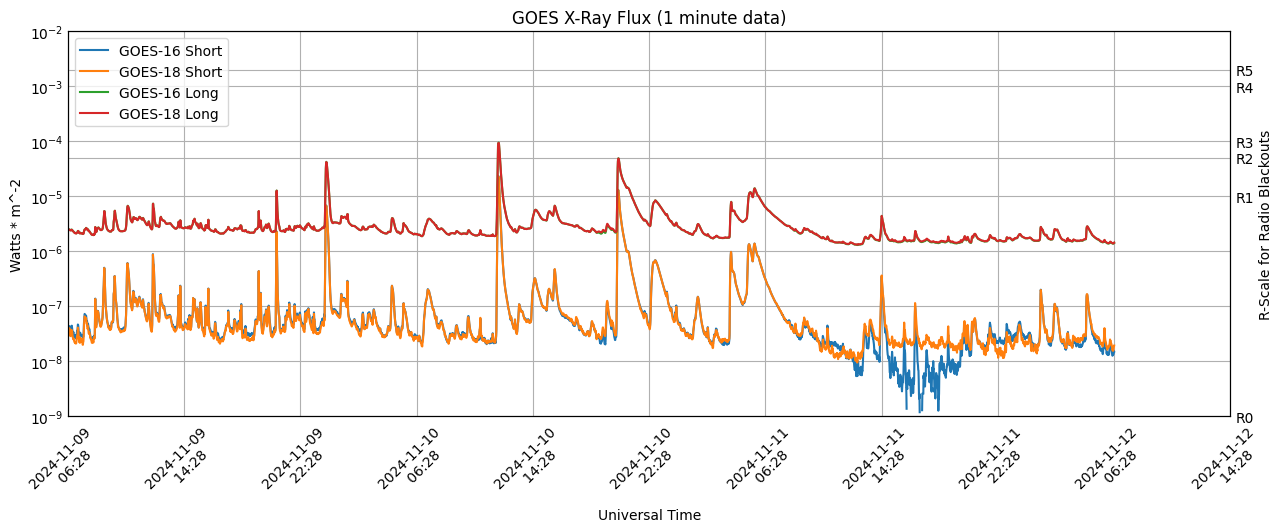 GOES X-Ray Flux (1 minute data)
GOES-16 Short
GOES-18 Short
GOES-16 Long
GOES-18 Long
Watts * m^-2
10^-2
10^-3
10^-4
10^-5
10^-6
10^-7
10^-8
10^-9
R5
R4
R3
R2
R1
R0
R-Scale for Radio Blackouts
2024-11-09
06:28
2024-11-09
14:28
2024-11-09
22:28
2024-11-10
06:28
2024-11-10
14:28
2024-11-10
22:28
2024-11-11
06:28
2024-11-11
14:28
2024-11-11
22:28
2024-11-12
06:28
2024-11-12
14:28
Universal Time